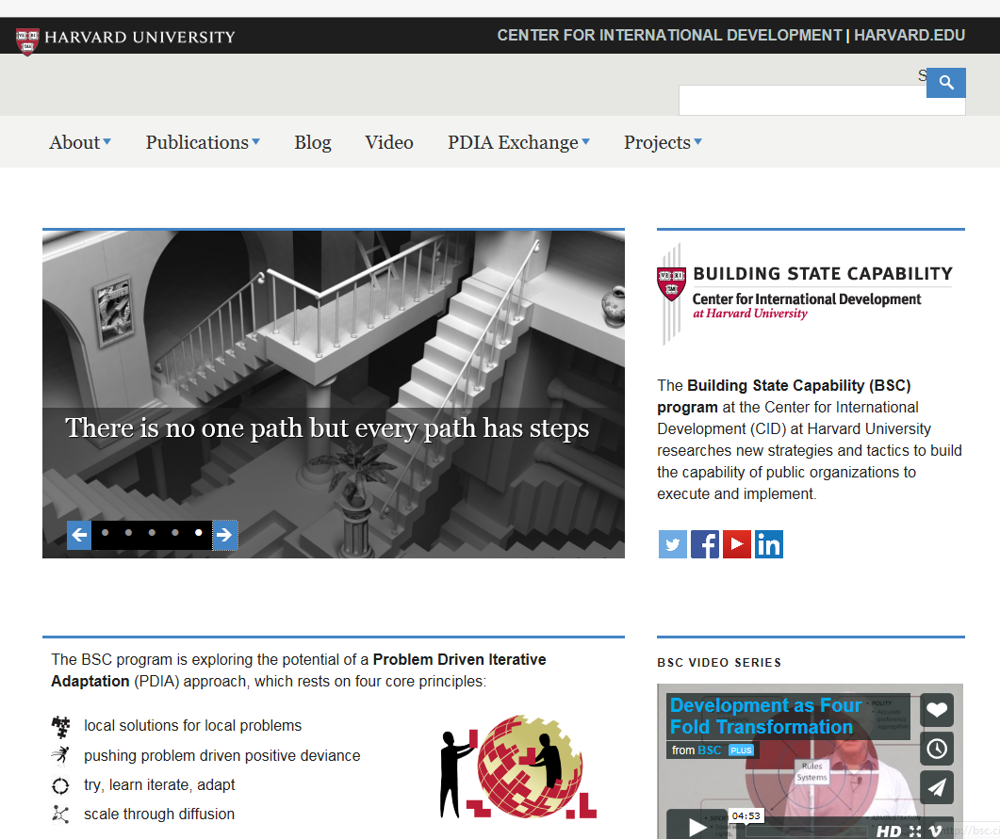 HARVARD UNIVERSITY
CENTER FOR INTERNATIONAL DEVELOPMENT | HARVARD.EDU
S
About
Publications
Blog
Video
PDIA Exchange
Projects
There is no one path but every path has steps
BUILDING STATE CAPABILITY
Center for International Development
at Harvard University
The Building State Capability (BSC)
program at the Center for International
Development (CID) at Harvard University
researches new strategies and tactics to build
the capability of public organizations to
execute and implement.
The BSC program is exploring the potential of a Problem Driven Iterative
Adaptation (PDIA) approach, which rests on four core principles:
local solutions for local problems
pushing problem driven positive deviance
try, learn iterate, adapt
scale through diffusion
BSC VIDEO SERIES
Development as Four
Fold Transformation
from BSC PLUS
POLITY
Rules
Systems
ADMINISTRATION
04:53
HD